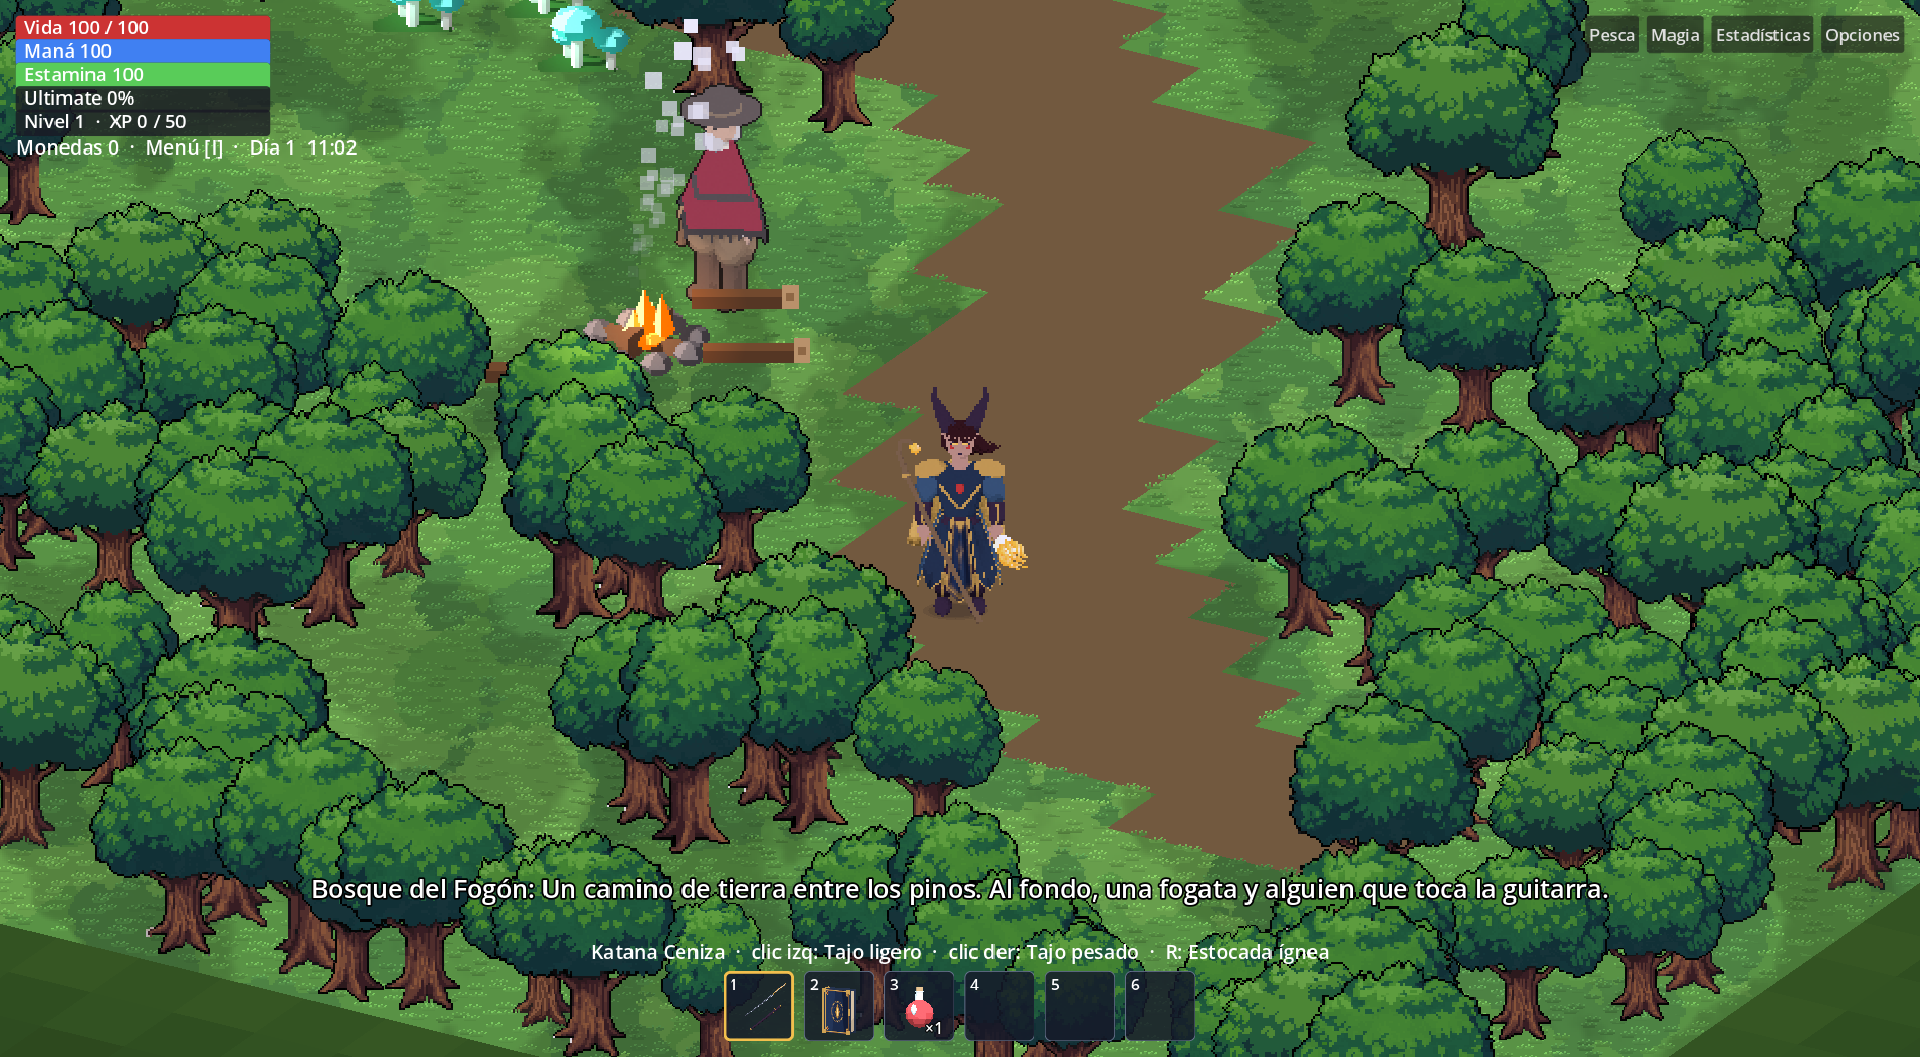 Vida 100 / 100
Maná 100
Estamina 100
Ultimate 0%
Nivel 1 · XP 0 / 50
Monedas 0 · Menú [I] · Día 1 11:02
Pesca Magia Estadísticas Opciones
Bosque del Fogón: Un camino de tierra entre los pinos. Al fondo, una fogata y alguien que toca la guitarra.
Katana Ceniza · clic izq: Tajo ligero · clic der: Tajo pesado · R: Estocada ígnea
1 2 3 4 5 6
×1